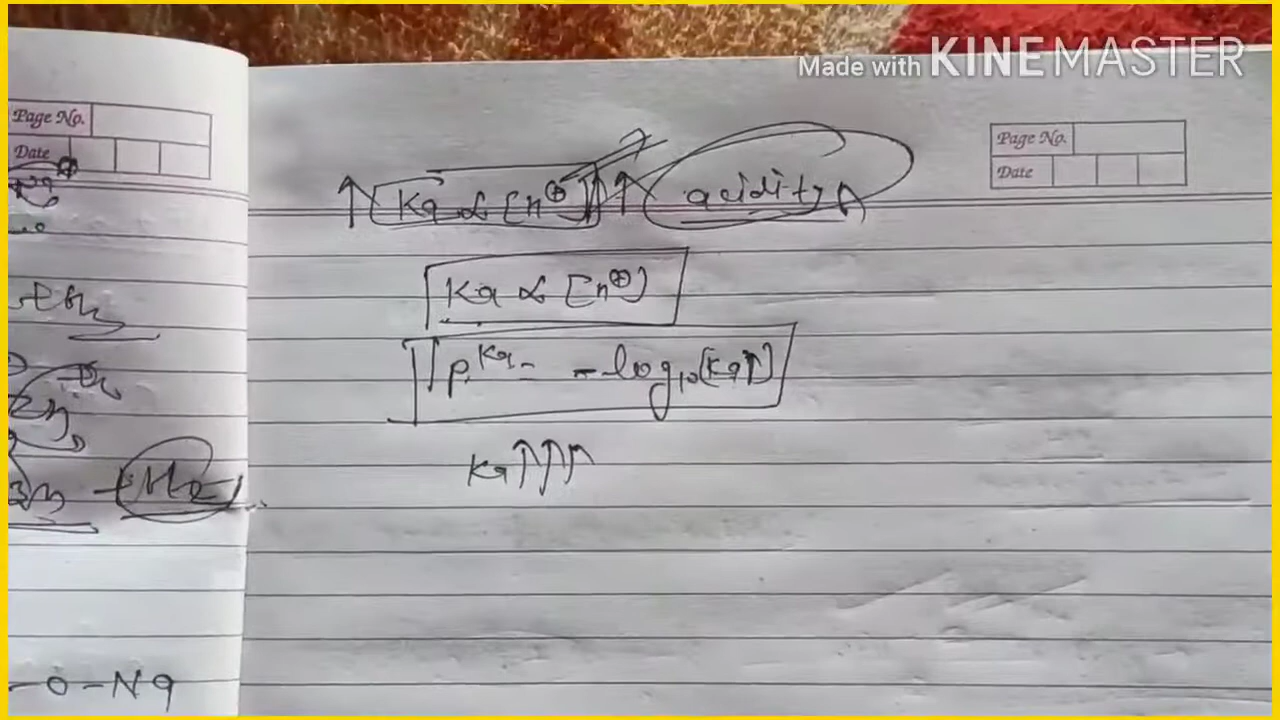 Made with KINEMASTER
Page No.
Date
- O - Na
Page No.
Date
↑ Ka ∝ [H⊕]↑ ↑ acidity ↑
Ka ∝ [H⊕]
pKa = -log₁₀[Ka↑]
Ka↑↑↑